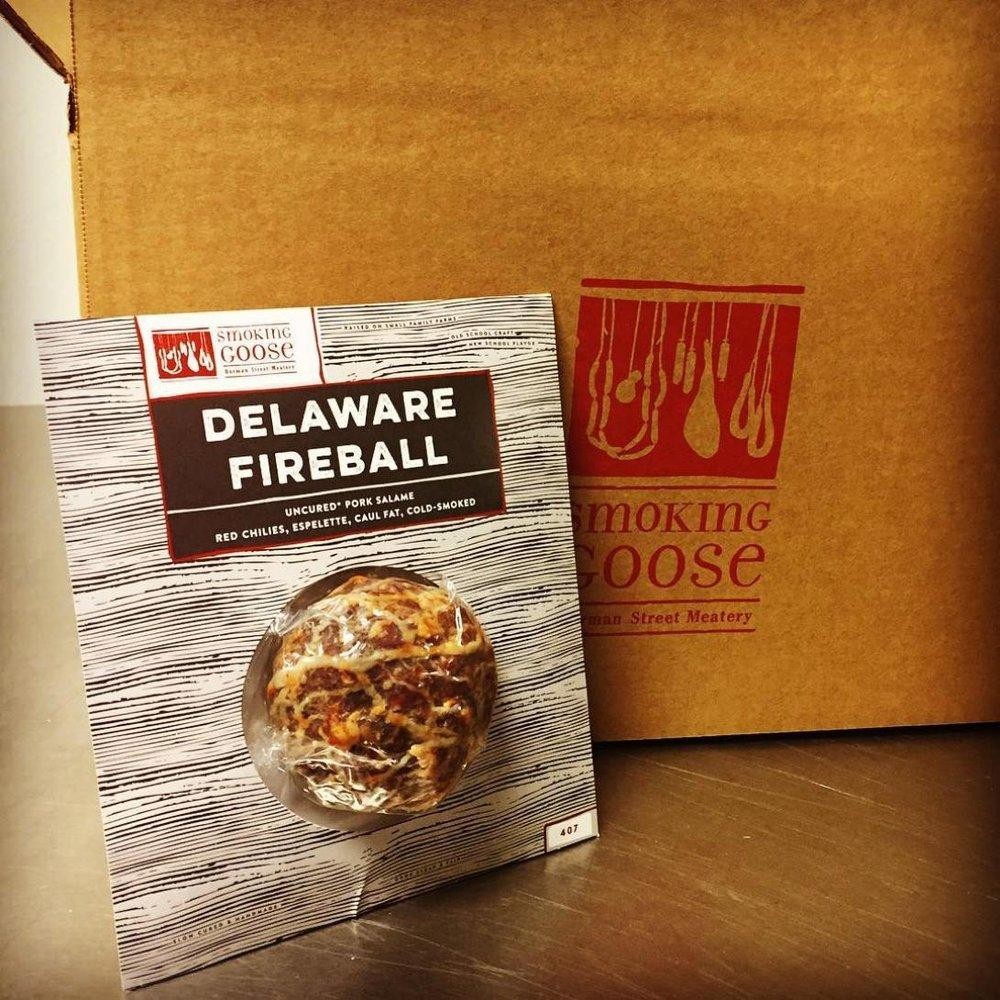 SMOKING
GOOSE
Dorman Street Meatery
RAISED ON SMALL FAMILY FARMS
OLD SCHOOL CRAFT
NEW SCHOOL FLAVOR
DELAWARE
FIREBALL
UNCURED* PORK SALAME
RED CHILIES, ESPELETTE, CAUL FAT, COLD-SMOKED
407
SLOW CURED & HANDMADE
SMOKING
GOOSE
rman Street Meatery